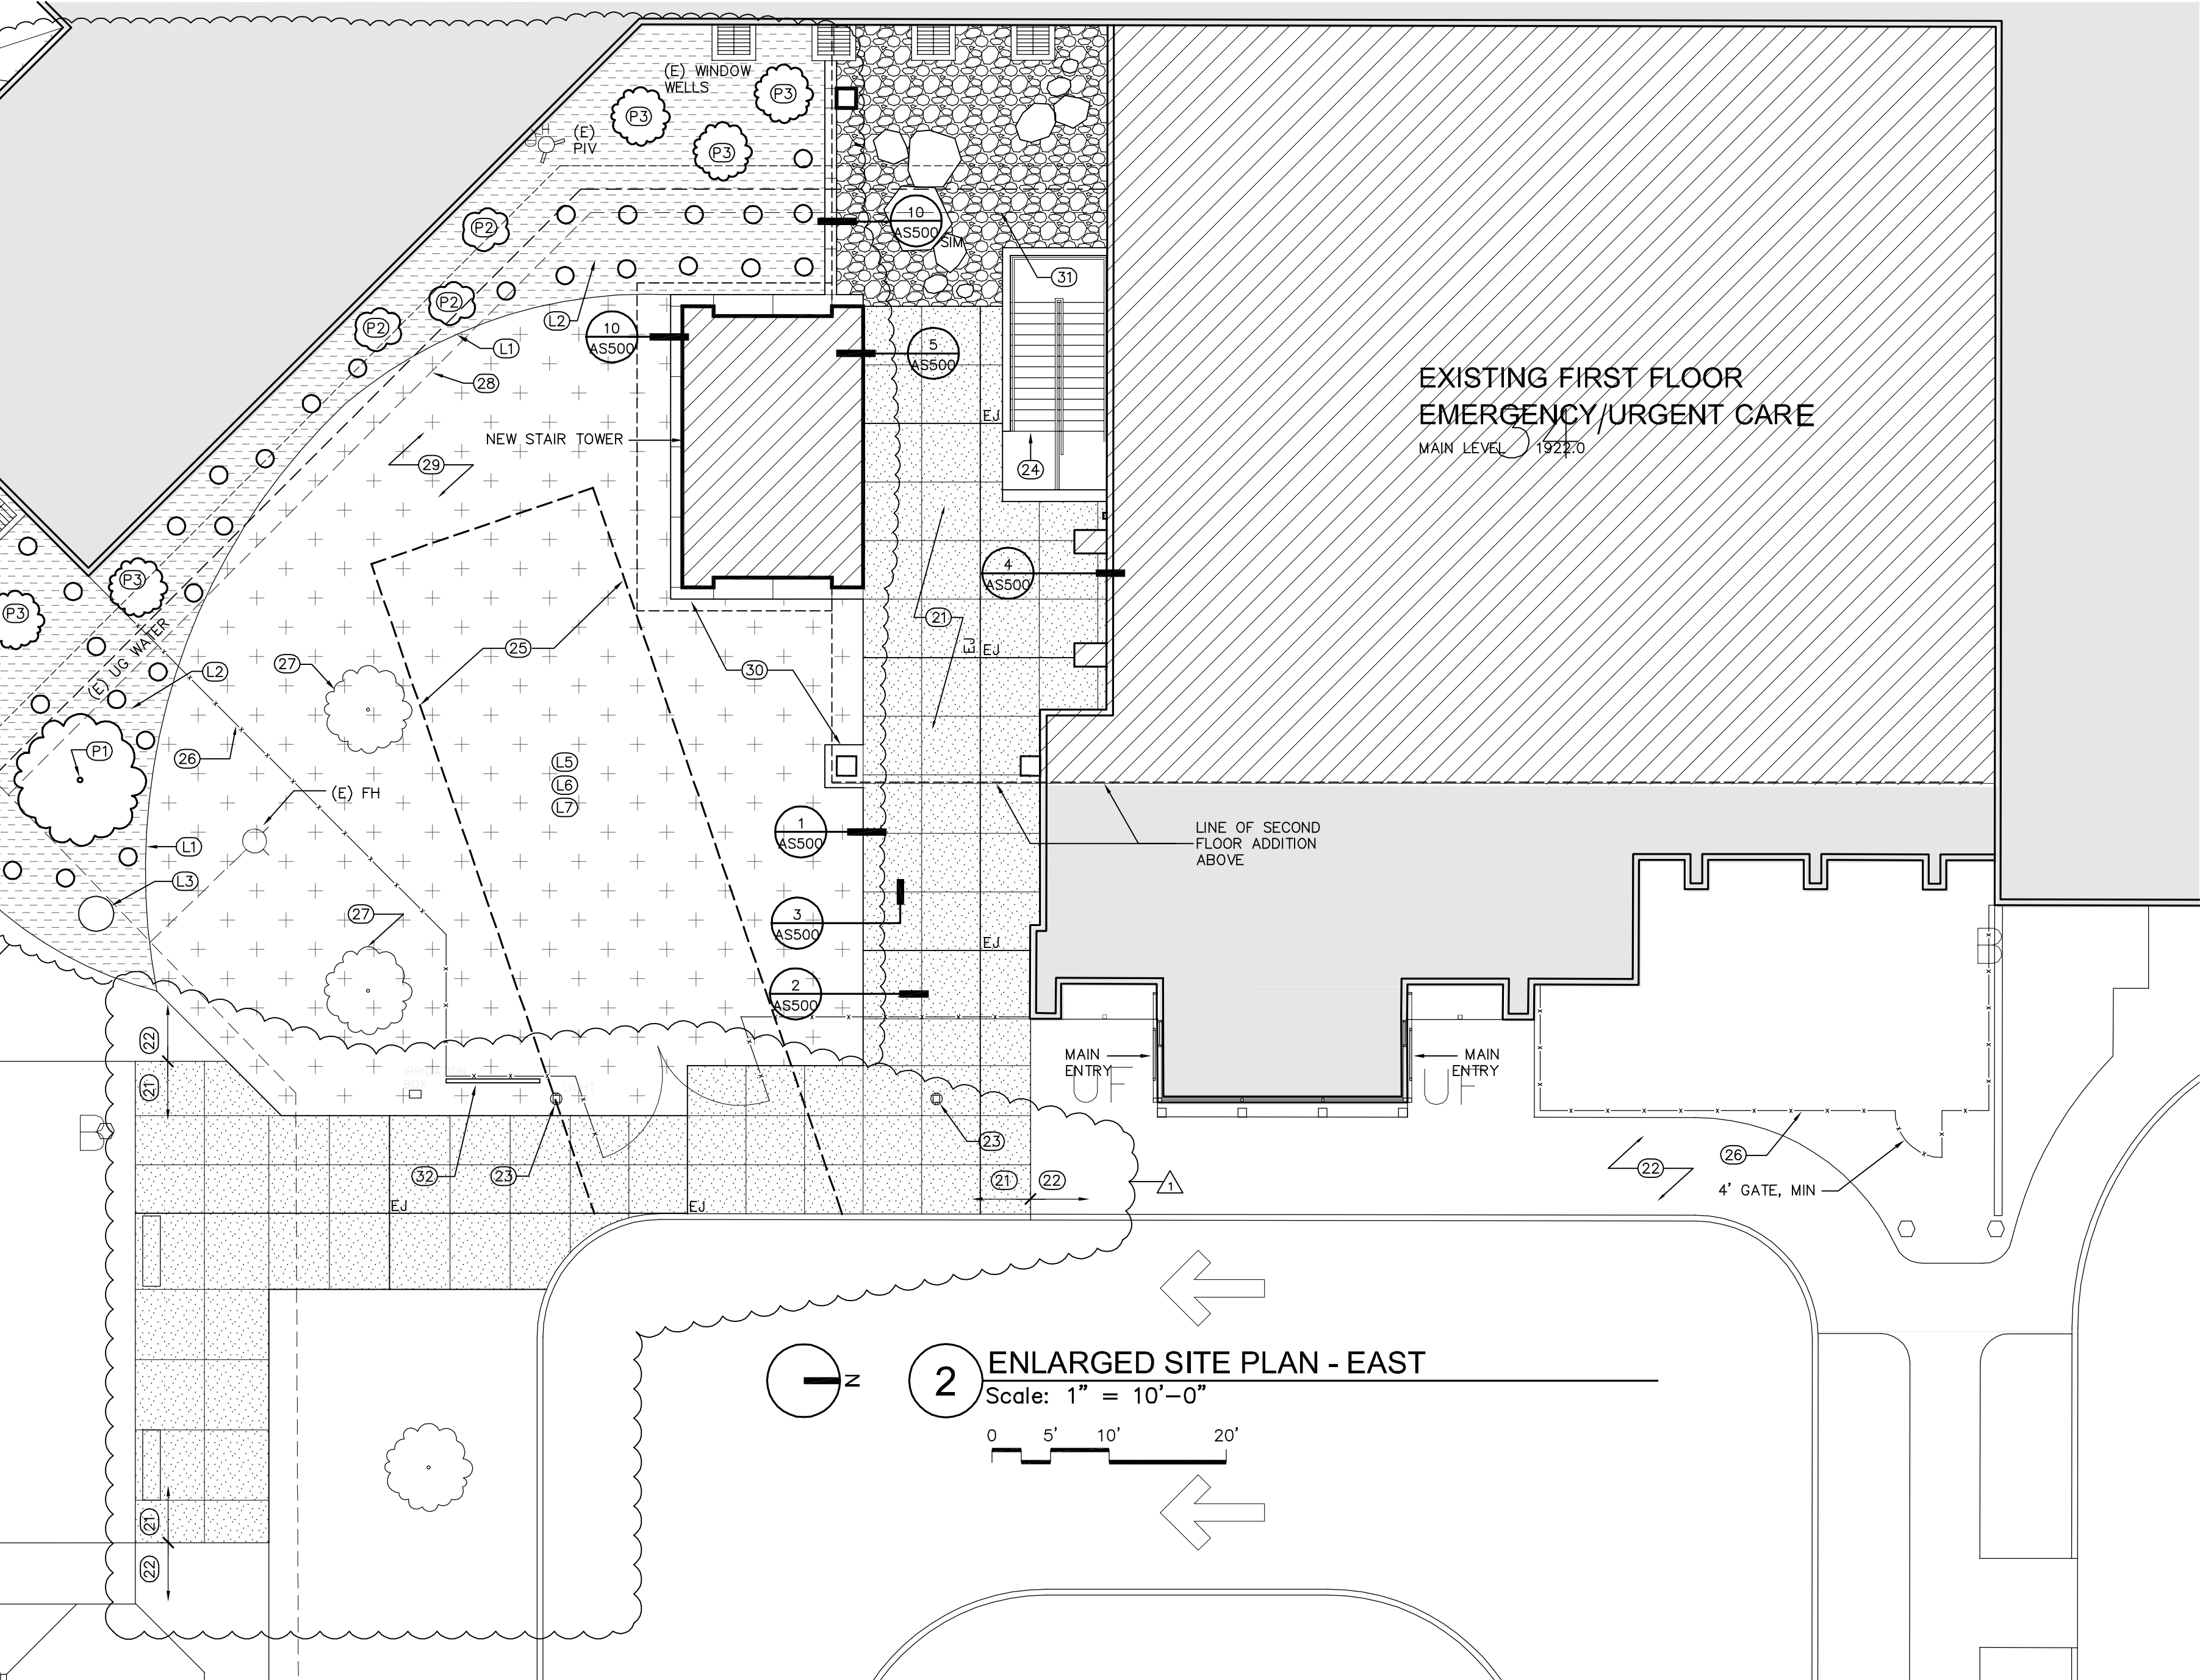 (E) WINDOW
WELLS
P3
P3
P3
(E)
PIV
P2
10
AS500
SIM
31
P2
L2
P2
10
AS500
L1
5
AS500
28
EXISTING FIRST FLOOR
EMERGENCY/URGENT CARE
MAIN LEVEL 1922.0
EJ
NEW STAIR TOWER
29
24
4
AS500
P3
P3
21
(E) UG WATER
25
EJ
EJ
27
L2
30
P1
26
L5
L6
L7
(E) FH
1
AS500
LINE OF SECOND
FLOOR ADDITION
ABOVE
L1
L3
27
3
AS500
EJ
2
AS500
22
MAIN
ENTRY
MAIN
ENTRY
21
23
32
23
21
22
1
22
26
4' GATE, MIN
EJ
EJ
N
2
ENLARGED SITE PLAN - EAST
Scale: 1" = 10'-0"
0 5' 10' 20'
21
22